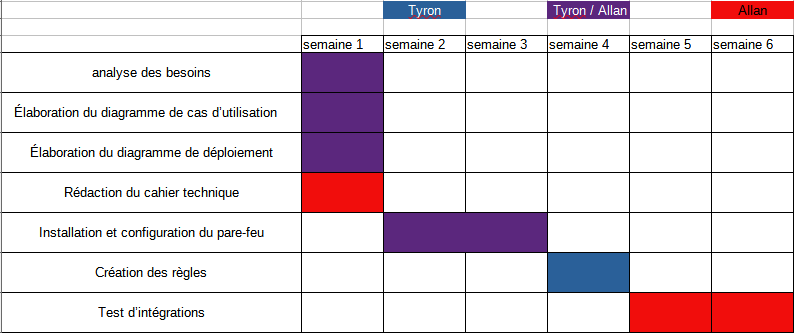 Tyron Tyron / Allan Allan
semaine 1 semaine 2 semaine 3 semaine 4 semaine 5 semaine 6
analyse des besoins
Élaboration du diagramme de cas d’utilisation
Élaboration du diagramme de déploiement
Rédaction du cahier technique
Installation et configuration du pare-feu
Création des règles
Test d’intégrations